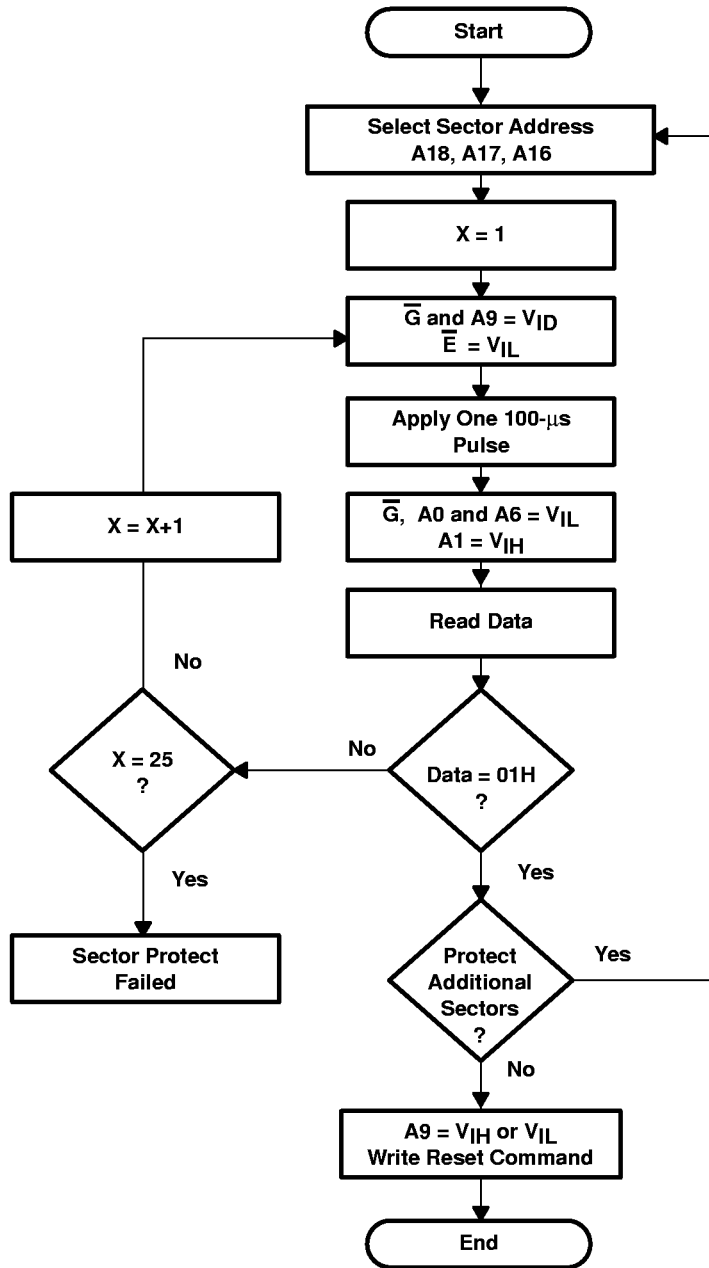 Start
Select Sector Address
A18, A17, A16
X = 1
G̅ and A9 = VID
E̅ = VIL
Apply One 100-μs
Pulse
X = X+1
G̅, A0 and A6 = VIL
A1 = VIH
Read Data
No
X = 25
?
No
Data = 01H
?
Yes
Yes
Sector Protect
Failed
Protect
Additional
Sectors
?
Yes
No
A9 = VIH or VIL
Write Reset Command
End